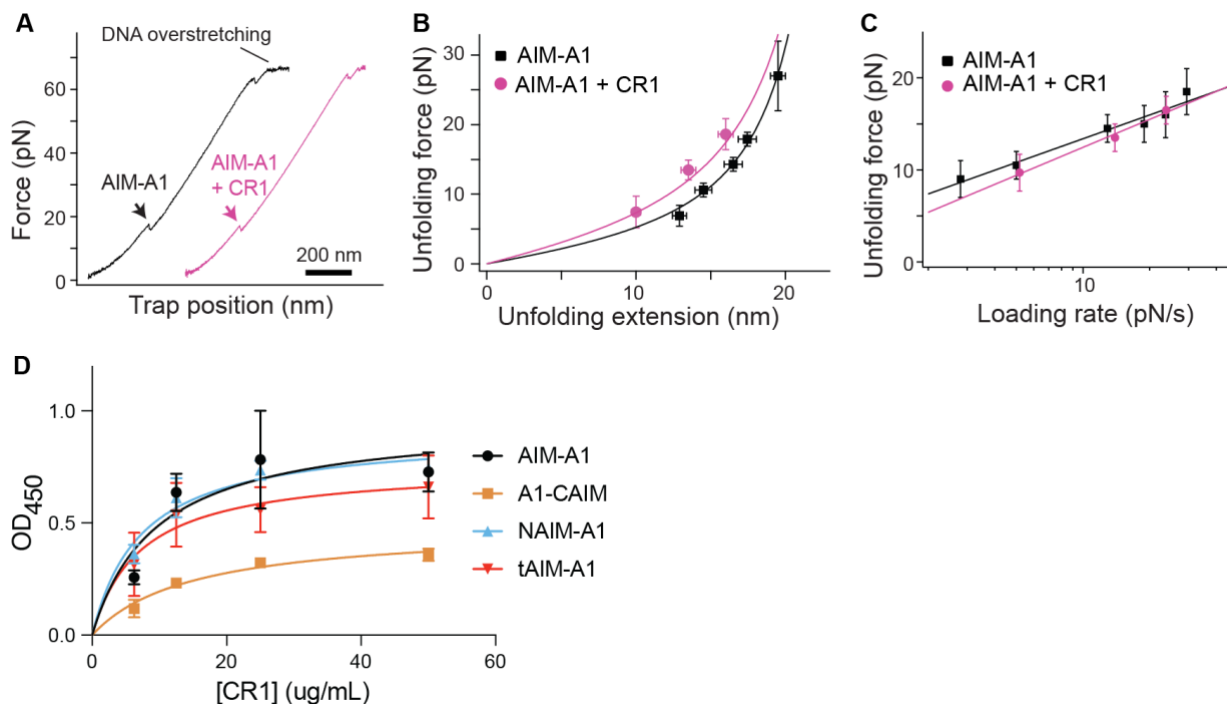 A
DNA overstretching
60
40
20
0
Force (pN)
AIM-A1
AIM-A1
+ CR1
200 nm
Trap position (nm)
B
AIM-A1
AIM-A1 + CR1
30
20
10
0
Unfolding force (pN)
0
10
20
Unfolding extension (nm)
C
AIM-A1
AIM-A1 + CR1
20
10
0
Unfolding force (pN)
10
Loading rate (pN/s)
D
1.0
0.5
0.0
OD450
0
20
40
60
[CR1] (ug/mL)
AIM-A1
A1-CAIM
NAIM-A1
tAIM-A1